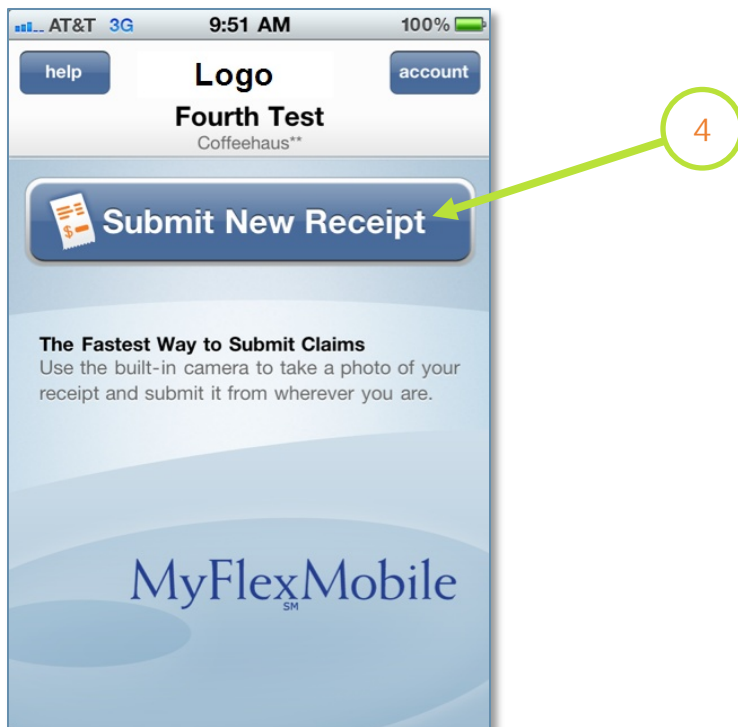 AT&T 3G 9:51 AM 100%
help Logo account
Fourth Test
Coffeehaus**
4
$ Submit New Receipt
The Fastest Way to Submit Claims
Use the built-in camera to take a photo of your
receipt and submit it from wherever you are.
MyFlexMobile
SM